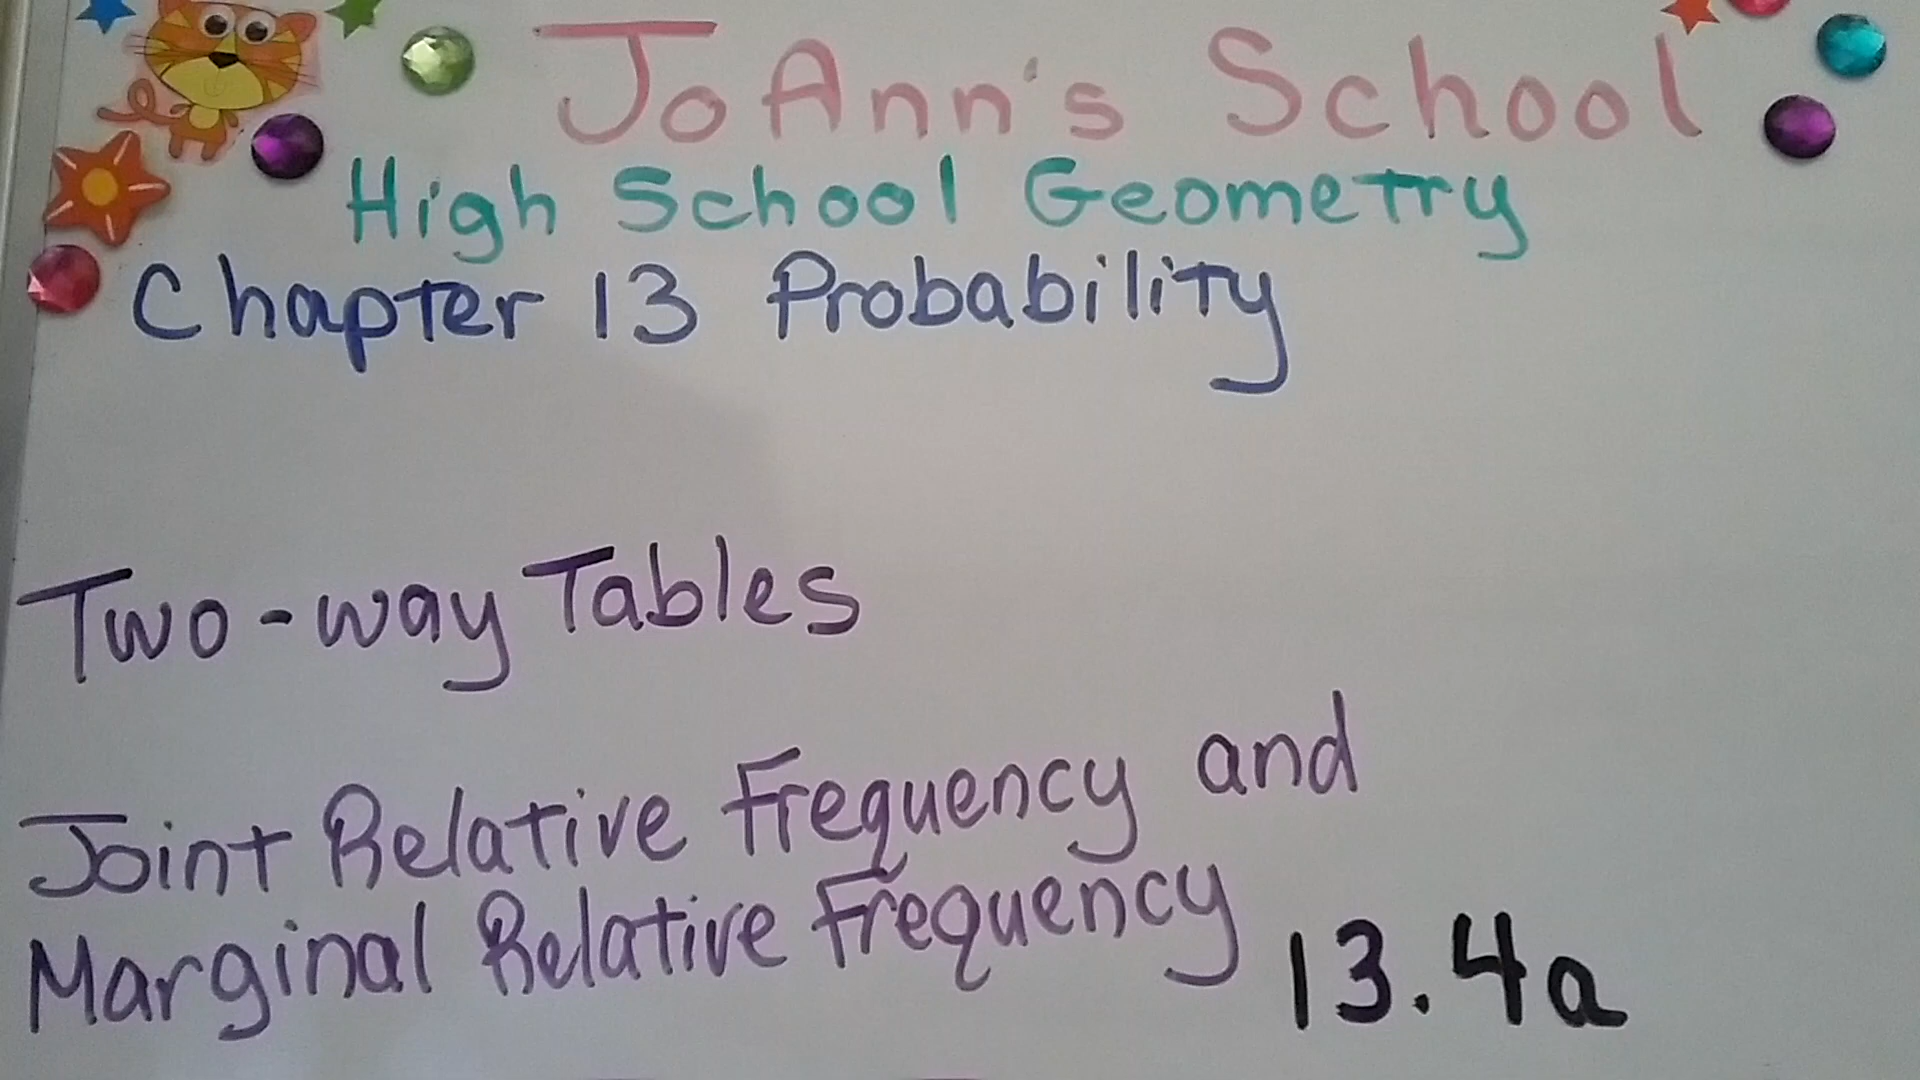 JoAnn's School
High School Geometry
Chapter 13 Probability
Two-way Tables
Joint Relative Frequency and
Marginal Relative Frequency
13.4a